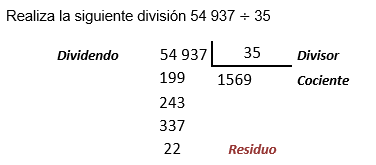 Realiza la siguiente división 54 937 ÷ 35
Dividendo 54 937 35 Divisor
199 1569 Cociente
243
337
22 Residuo